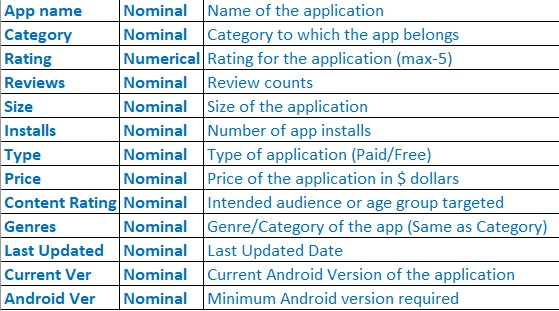 App name Nominal Name of the application
Category Nominal Category to which the app belongs
Rating Numerical Rating for the application (max-5)
Reviews Nominal Review counts
Size Nominal Size of the application
Installs Nominal Number of app installs
Type Nominal Type of application (Paid/Free)
Price Nominal Price of the application in $ dollars
Content Rating Nominal Intended audience or age group targeted
Genres Nominal Genre/Category of the app (Same as Category)
Last Updated Nominal Last Updated Date
Current Ver Nominal Current Android Version of the application
Android Ver Nominal Minimum Android version required